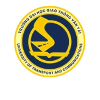 TRƯỜNG ĐẠI HỌC GIAO THÔNG VẬN TẢI
UNIVERSITY OF TRANSPORT AND COMMUNICATIONS